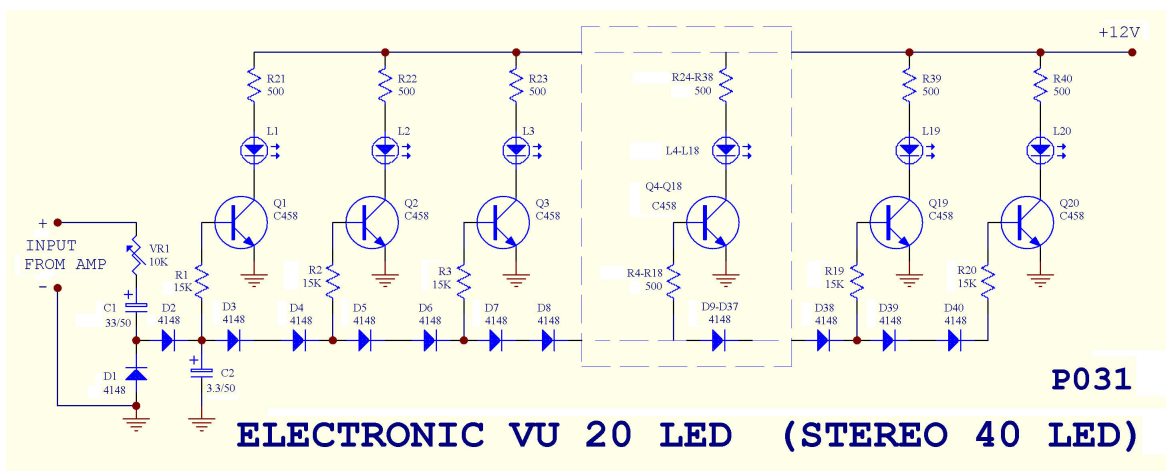 +12V
R21
500
R22
500
R23
500
R24-R38
500
R39
500
R40
500
L1
L2
L3
L4-L18
L19
L20
Q1
C458
Q2
C458
Q3
C458
Q4-Q18
C458
Q19
C458
Q20
C458
+
INPUT
FROM AMP
-
VR1
10K
R1
15K
R2
15K
R3
15K
R4-R18
500
R19
15K
R20
15K
+
C1
33/50
D2
4148
D3
4148
D4
4148
D5
4148
D6
4148
D7
4148
D8
4148
D9-D37
4148
D38
4148
D39
4148
D40
4148
D1
4148
+
C2
3.3/50
P031
ELECTRONIC VU 20 LED (STEREO 40 LED)